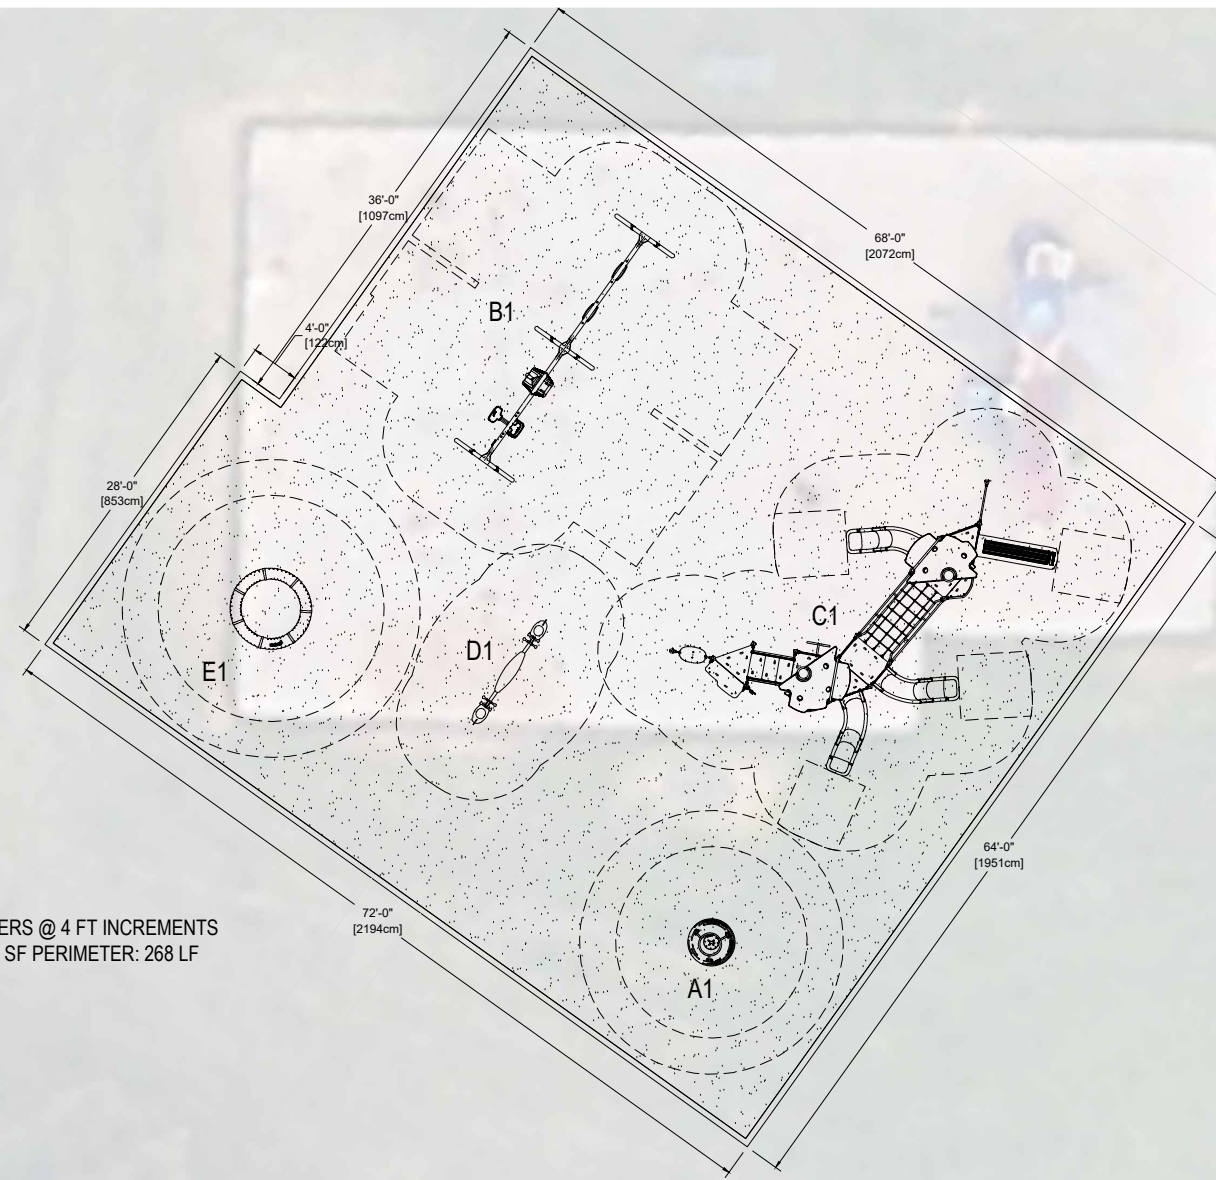 68'-0"
[2072cm]
36'-0"
[1097cm]
4'-0"
[122cm]
B1
28'-0"
[853cm]
C1
D1
E1
64'-0"
[1951cm]
72'-0"
[2194cm]
A1
ERS @ 4 FT INCREMENTS
SF PERIMETER: 268 LF